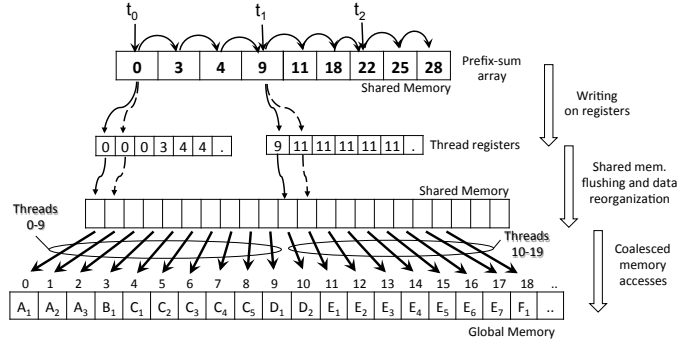 t0 t1 t2
0 3 4 9 11 18 22 25 28
Prefix-sum
array
Shared Memory
Writing
on registers
0 0 0 3 4 4 .
9 11 11 11 11 11 .
Thread registers
Shared mem.
flushing and data
reorganization
Shared Memory
Threads
0-9
Threads
10-19
Coalesced
memory
accesses
0 1 2 3 4 5 6 7 8 9 10 11 12 13 14 15 16 17 18 ..
A1 A2 A3 B1 C1 C2 C3 C4 C5 D1 D2 E1 E2 E3 E4 E5 E6 E7 F1 ..
Global Memory